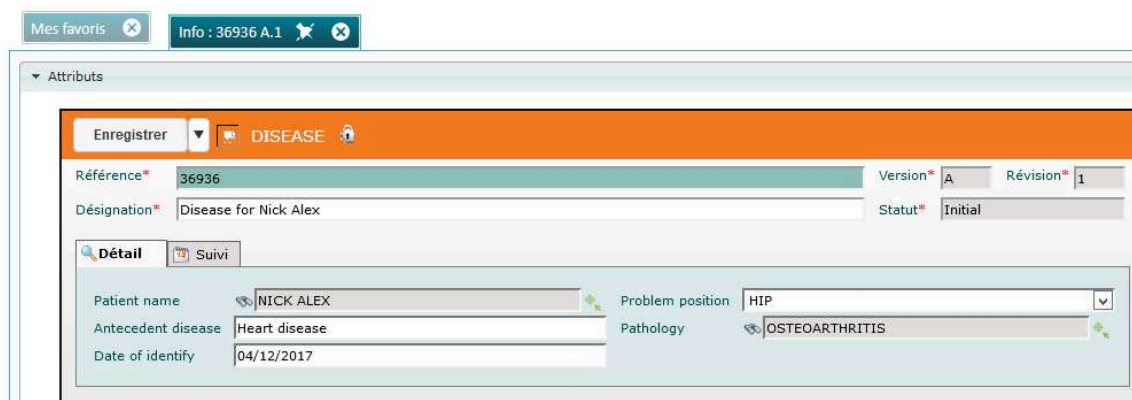 Mes favoris
Info : 36936 A.1
Attributs
Enregistrer DISEASE
Référence* 36936 Version* A Révision* 1
Désignation* Disease for Nick Alex Statut* Initial
Détail 12 Suivi
Patient name NICK ALEX Problem position HIP
Antecedent disease Heart disease Pathology OSTEOARTHRITIS
Date of identify 04/12/2017